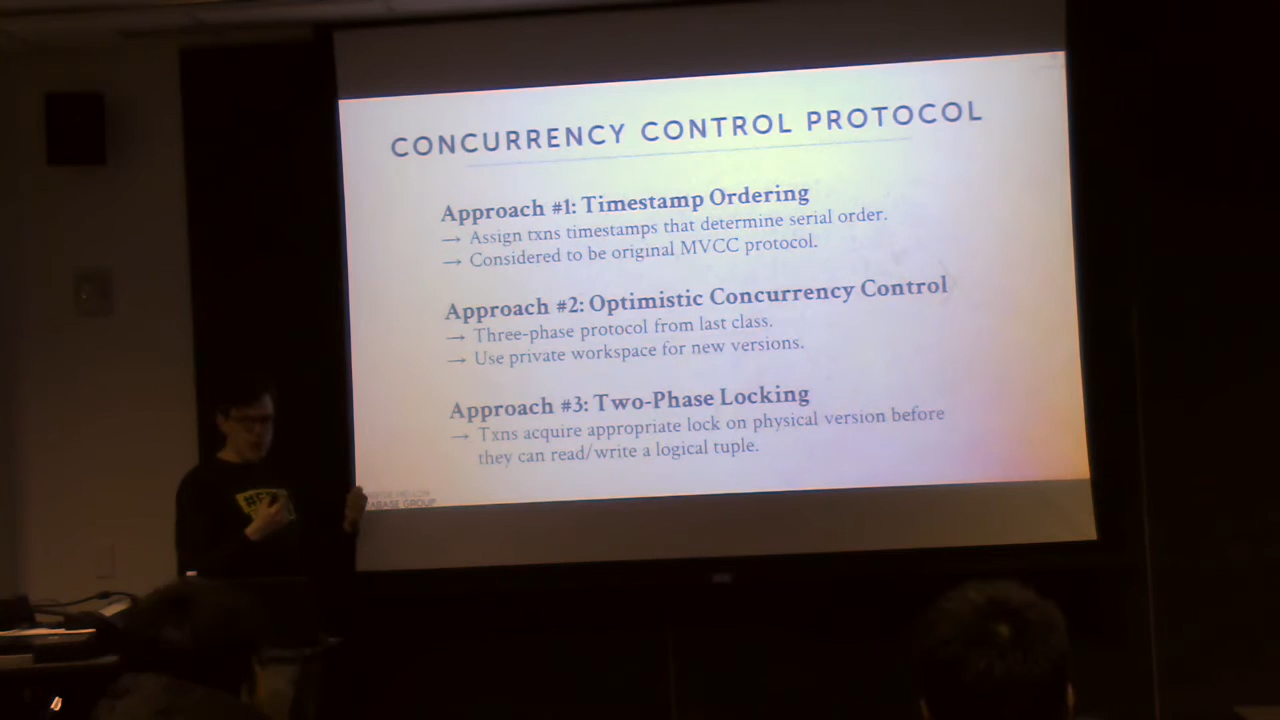 CONCURRENCY CONTROL PROTOCOL
Approach #1: Timestamp Ordering
→ Assign txns timestamps that determine serial order.
→ Considered to be original MVCC protocol.
Approach #2: Optimistic Concurrency Control
→ Three-phase protocol from last class.
→ Use private workspace for new versions.
Approach #3: Two-Phase Locking
→ Txns acquire appropriate lock on physical version before
they can read/write a logical tuple.
GROUP